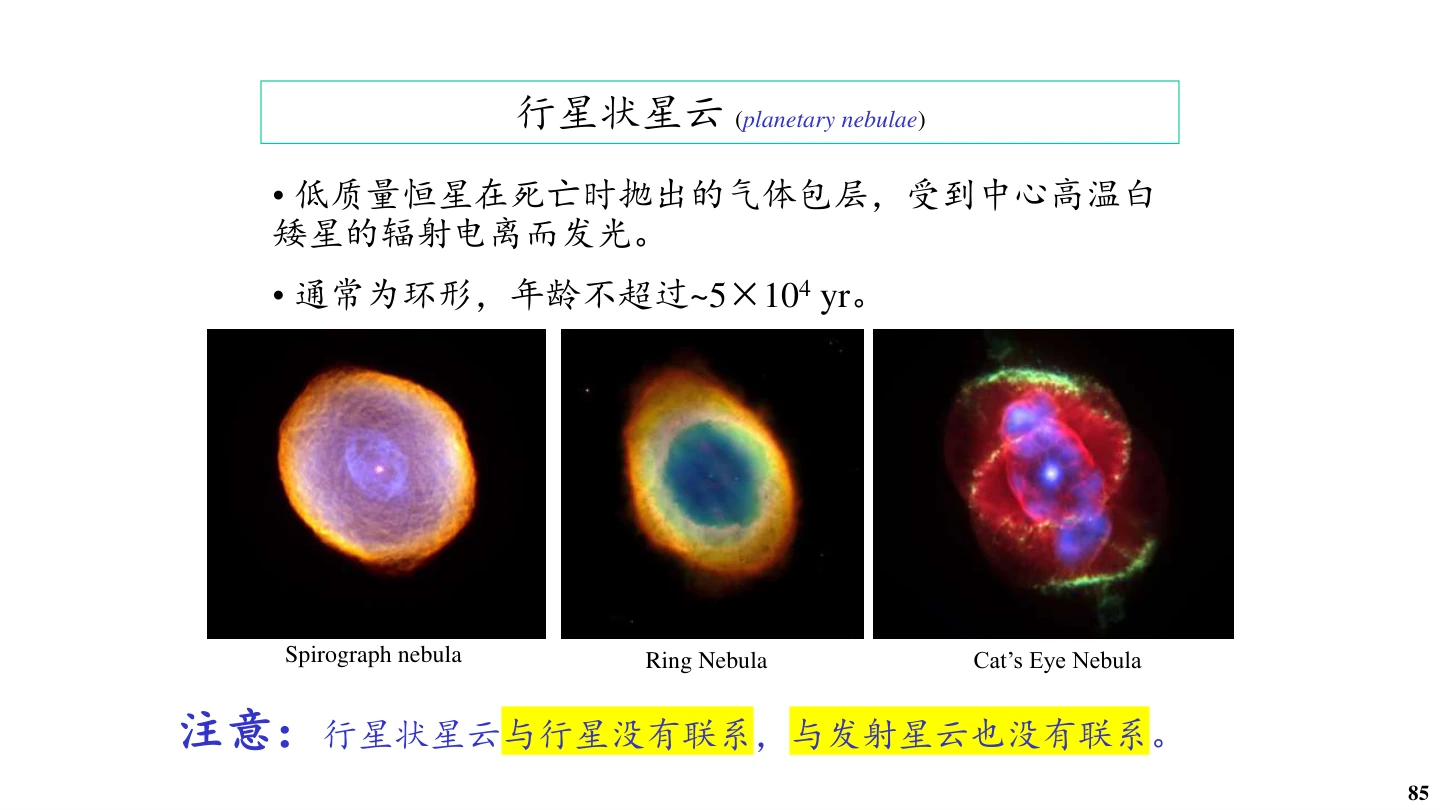 行星状星云 (planetary nebulae)
• 低质量恒星在死亡时抛出的气体包层，受到中心高温白
矮星的辐射电离而发光。
• 通常为环形，年龄不超过~5×10⁴ yr。
Spirograph nebula
Ring Nebula
Cat’s Eye Nebula
注意：行星状星云与行星没有联系，与发射星云也没有联系。
85